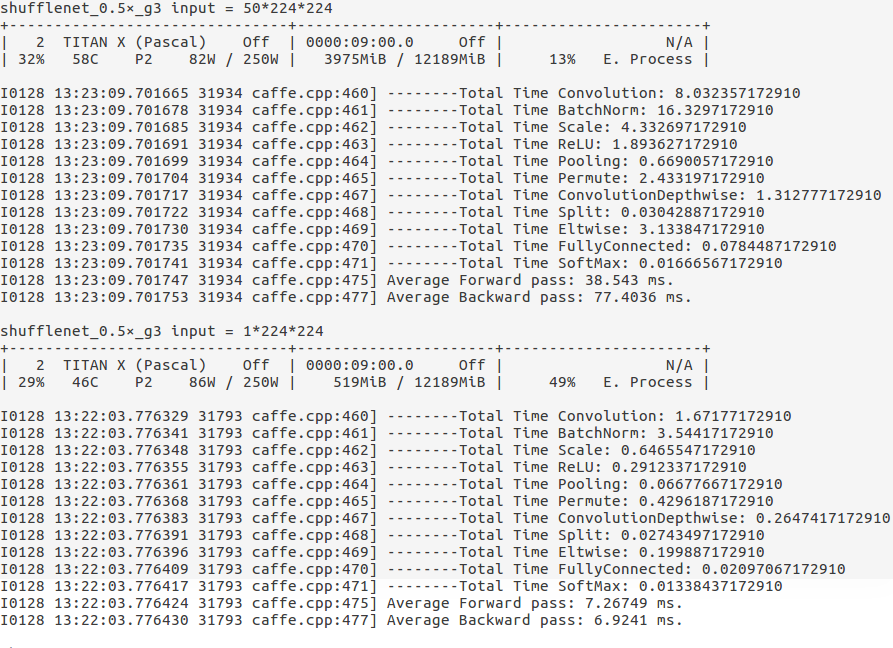 shufflenet_0.5×_g3 input = 50*224*224
+-------------------------------+----------------------+----------------------+
|   2  TITAN X (Pascal)    Off  | 0000:09:00.0     Off |                  N/A |
| 32%   58C    P2    82W / 250W |   3975MiB / 12189MiB |     13%   E. Process |
I0128 13:23:09.701665 31934 caffe.cpp:460] --------Total Time Convolution: 8.032357172910
I0128 13:23:09.701678 31934 caffe.cpp:461] --------Total Time BatchNorm: 16.3297172910
I0128 13:23:09.701685 31934 caffe.cpp:462] --------Total Time Scale: 4.332697172910
I0128 13:23:09.701691 31934 caffe.cpp:463] --------Total Time ReLU: 1.893627172910
I0128 13:23:09.701699 31934 caffe.cpp:464] --------Total Time Pooling: 0.6690057172910
I0128 13:23:09.701704 31934 caffe.cpp:465] --------Total Time Permute: 2.433197172910
I0128 13:23:09.701717 31934 caffe.cpp:467] --------Total Time ConvolutionDepthwise: 1.312777172910
I0128 13:23:09.701722 31934 caffe.cpp:468] --------Total Time Split: 0.03042887172910
I0128 13:23:09.701730 31934 caffe.cpp:469] --------Total Time Eltwise: 3.133847172910
I0128 13:23:09.701735 31934 caffe.cpp:470] --------Total Time FullyConnected: 0.0784487172910
I0128 13:23:09.701741 31934 caffe.cpp:471] --------Total Time SoftMax: 0.01666567172910
I0128 13:23:09.701747 31934 caffe.cpp:475] Average Forward pass: 38.543 ms.
I0128 13:23:09.701753 31934 caffe.cpp:477] Average Backward pass: 77.4036 ms.
shufflenet_0.5×_g3 input = 1*224*224
+-------------------------------+----------------------+----------------------+
|   2  TITAN X (Pascal)    Off  | 0000:09:00.0     Off |                  N/A |
| 29%   46C    P2    86W / 250W |    519MiB / 12189MiB |     49%   E. Process |
I0128 13:22:03.776329 31793 caffe.cpp:460] --------Total Time Convolution: 1.67177172910
I0128 13:22:03.776341 31793 caffe.cpp:461] --------Total Time BatchNorm: 3.54417172910
I0128 13:22:03.776348 31793 caffe.cpp:462] --------Total Time Scale: 0.6465547172910
I0128 13:22:03.776355 31793 caffe.cpp:463] --------Total Time ReLU: 0.2912337172910
I0128 13:22:03.776361 31793 caffe.cpp:464] --------Total Time Pooling: 0.06677667172910
I0128 13:22:03.776368 31793 caffe.cpp:465] --------Total Time Permute: 0.4296187172910
I0128 13:22:03.776383 31793 caffe.cpp:467] --------Total Time ConvolutionDepthwise: 0.2647417172910
I0128 13:22:03.776391 31793 caffe.cpp:468] --------Total Time Split: 0.02743497172910
I0128 13:22:03.776396 31793 caffe.cpp:469] --------Total Time Eltwise: 0.199887172910
I0128 13:22:03.776409 31793 caffe.cpp:470] --------Total Time FullyConnected: 0.02097067172910
I0128 13:22:03.776417 31793 caffe.cpp:471] --------Total Time SoftMax: 0.01338437172910
I0128 13:22:03.776424 31793 caffe.cpp:475] Average Forward pass: 7.26749 ms.
I0128 13:22:03.776430 31793 caffe.cpp:477] Average Backward pass: 6.9241 ms.